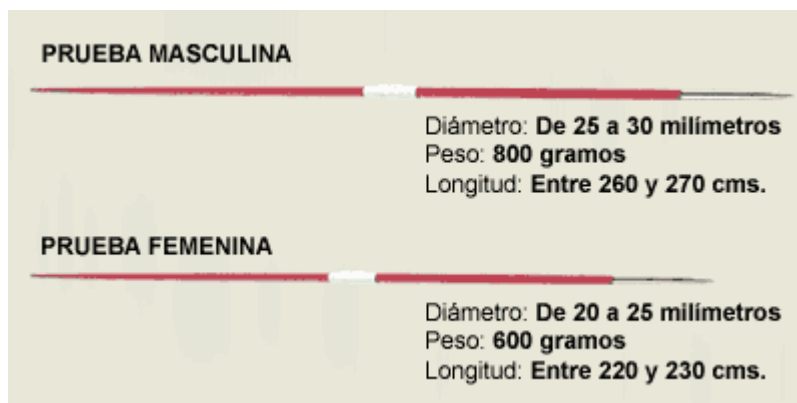 PRUEBA MASCULINA
Diámetro: De 25 a 30 milímetros
Peso: 800 gramos
Longitud: Entre 260 y 270 cms.
PRUEBA FEMENINA
Diámetro: De 20 a 25 milímetros
Peso: 600 gramos
Longitud: Entre 220 y 230 cms.